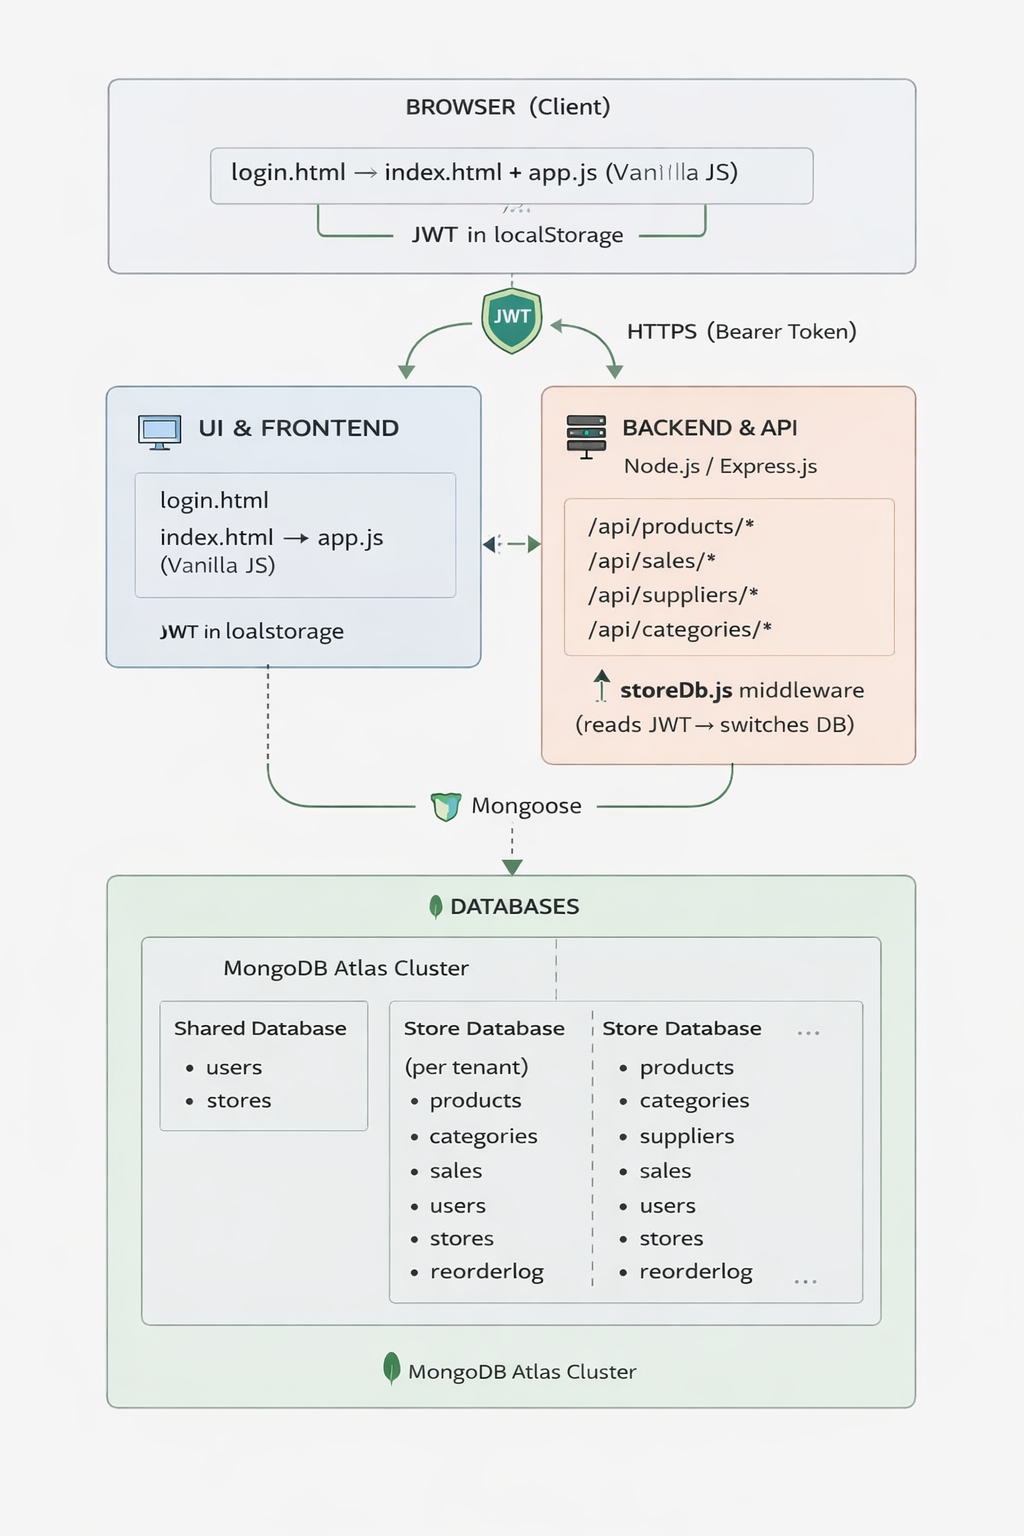 BROWSER (Client)
login.html → index.html + app.js (Vanilla JS)
JWT in localStorage
JWT
HTTPS (Bearer Token)
UI & FRONTEND
login.html
index.html → app.js
(Vanilla JS)
JWT in loalstorage
BACKEND & API
Node.js / Express.js
/api/products/*
/api/sales/*
/api/suppliers/*
/api/categories/*
storeDb.js middleware
(reads JWT → switches DB)
Mongoose
DATABASES
MongoDB Atlas Cluster
Shared Database
• users
• stores
Store Database
(per tenant)
• products
• categories
• sales
• users
• stores
• reorderlog
Store Database ...
• products
• categories
• suppliers
• sales
• users
• stores
• reorderlog ...
MongoDB Atlas Cluster